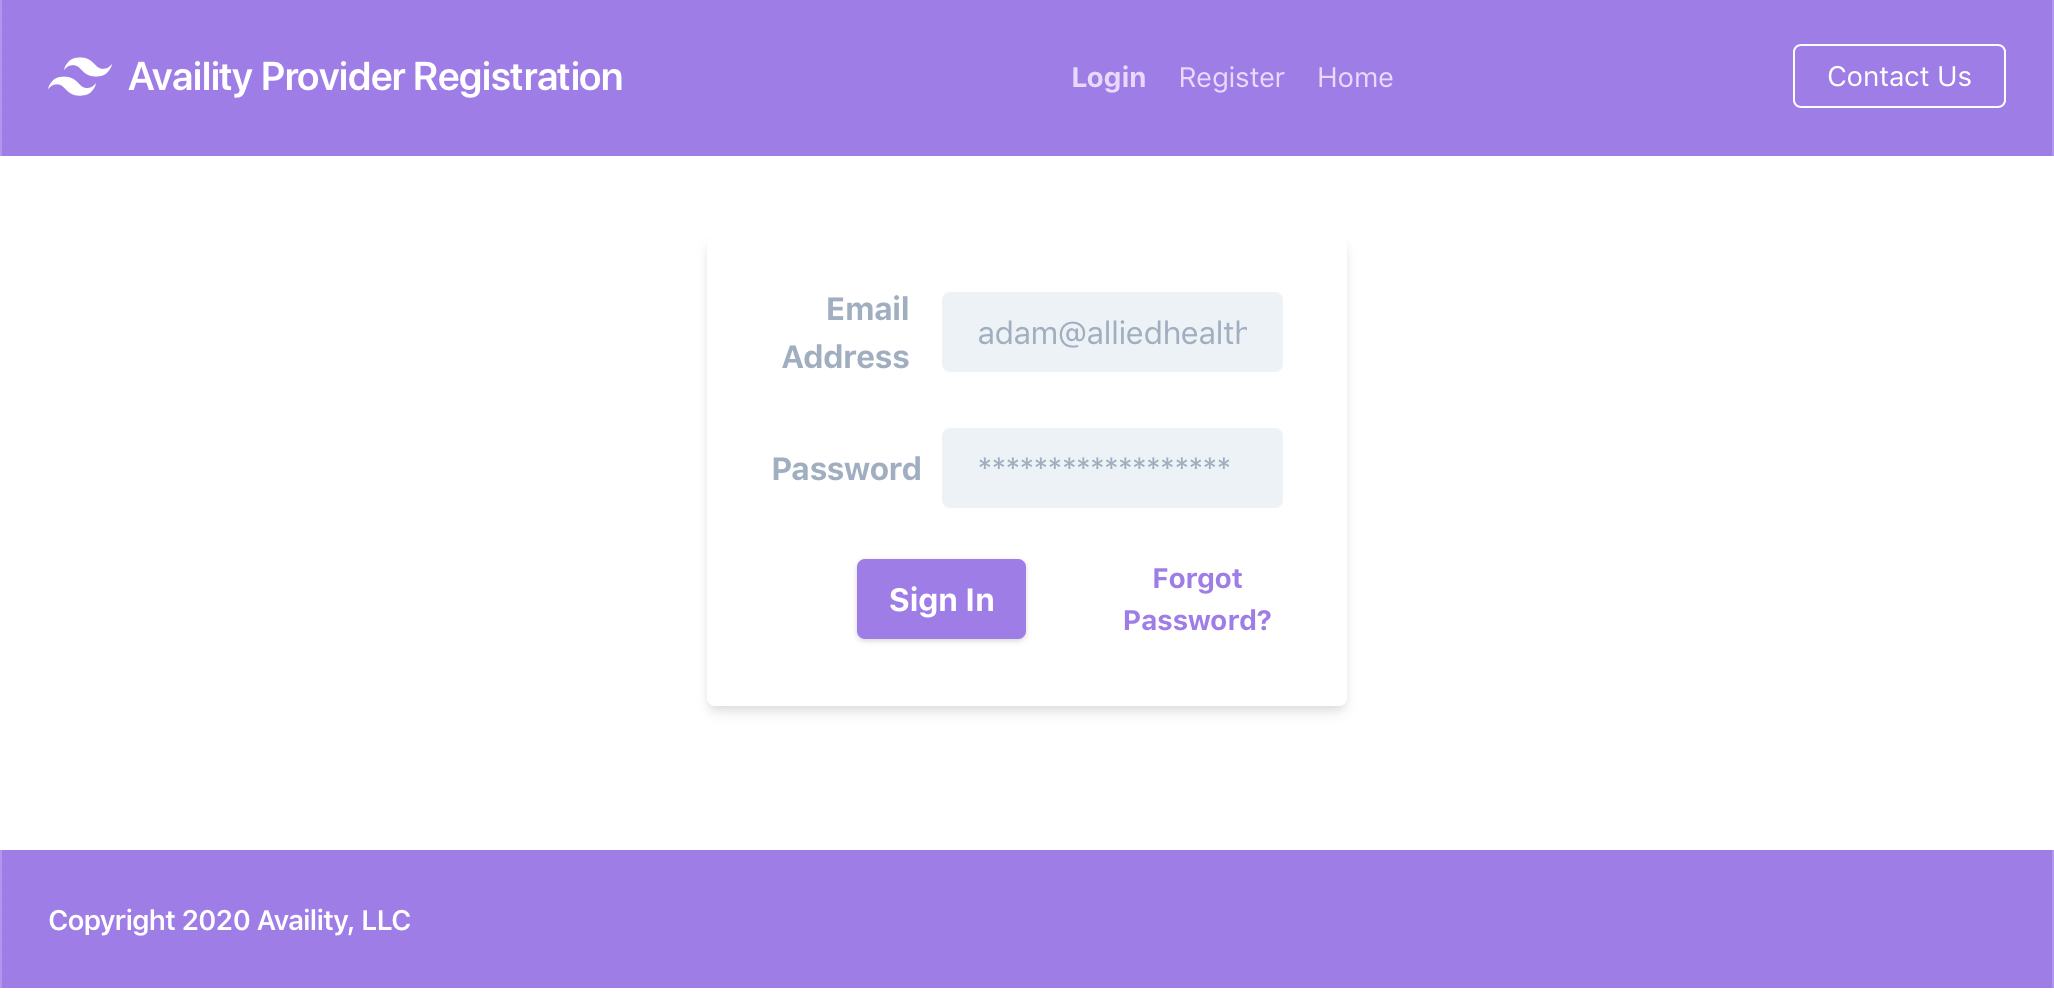 Availity Provider Registration
Login Register Home
Contact Us
Email
Address
adam@alliedhealth
Password
******************
Sign In
Forgot
Password?
Copyright 2020 Availity, LLC